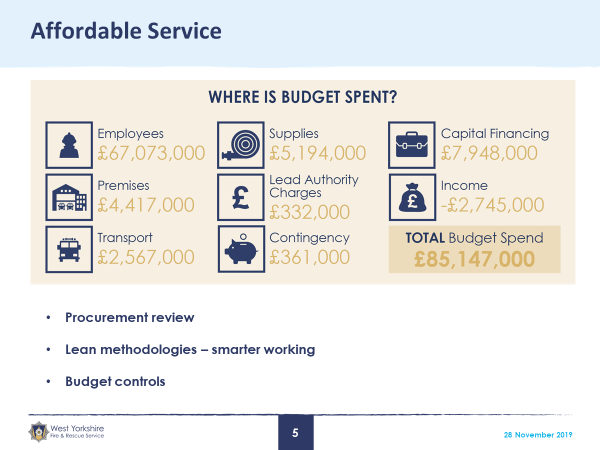 Affordable Service
WHERE IS BUDGET SPENT?
Employees
£67,073,000
Supplies
£5,194,000
Capital Financing
£7,948,000
Premises
£4,417,000
£
Lead Authority
Charges
£332,000
£
Income
-£2,745,000
Transport
£2,567,000
Contingency
£361,000
TOTAL Budget Spend
£85,147,000
• Procurement review
• Lean methodologies – smarter working
• Budget controls
West Yorkshire
Fire & Rescue Service
5
28 November 2019